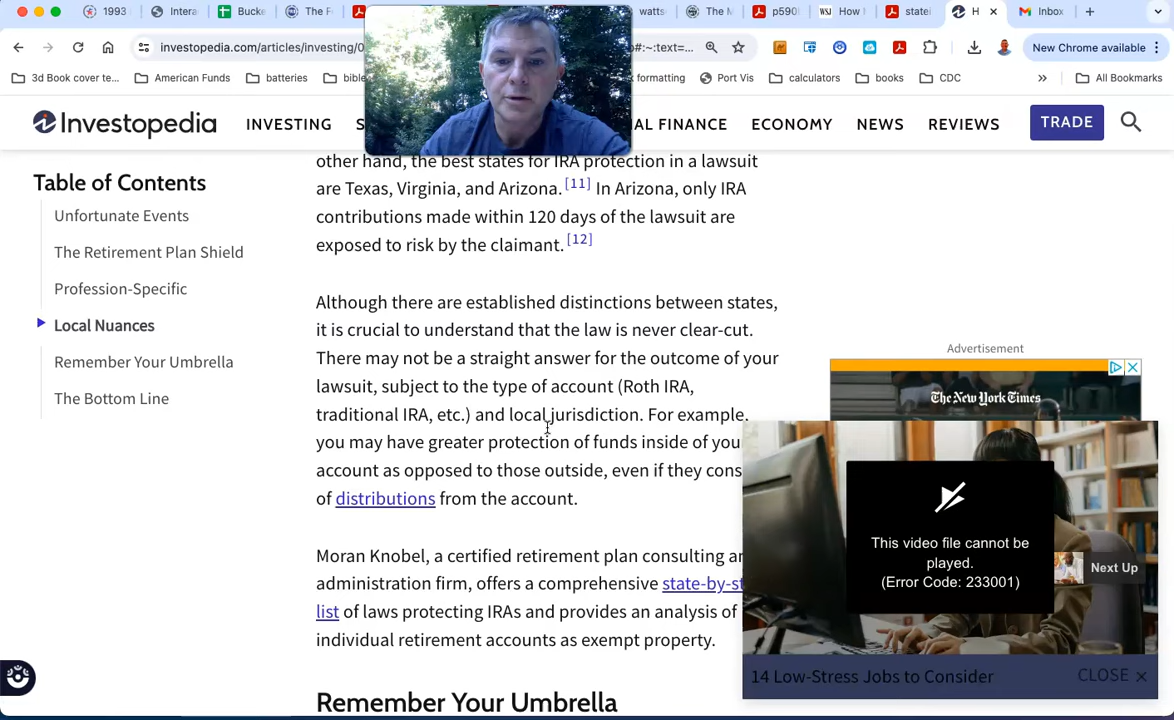 1993
Intera
Bucke
The F
watts
The M
p590
WSJ How
statei
H
Inbox
investopedia.com/articles/investing/0
o#:~:text=...
New Chrome available
3d Book cover te...
American Funds
batteries
bible
formatting
Port Vis
calculators
books
CDC
All Bookmarks
Investopedia
INVESTING
S
AL FINANCE
ECONOMY
NEWS
REVIEWS
TRADE
Table of Contents
Unfortunate Events
The Retirement Plan Shield
Profession-Specific
Local Nuances
Remember Your Umbrella
The Bottom Line
other hand, the best states for IRA protection in a lawsuit
are Texas, Virginia, and Arizona. [11] In Arizona, only IRA
contributions made within 120 days of the lawsuit are
exposed to risk by the claimant. [12]
Although there are established distinctions between states,
it is crucial to understand that the law is never clear-cut.
There may not be a straight answer for the outcome of your
lawsuit, subject to the type of account (Roth IRA,
traditional IRA, etc.) and local jurisdiction. For example,
you may have greater protection of funds inside of you
account as opposed to those outside, even if they cons
of distributions from the account.
Moran Knobel, a certified retirement plan consulting an
administration firm, offers a comprehensive state-by-st
list of laws protecting IRAs and provides an analysis of
individual retirement accounts as exempt property.
Remember Your Umbrella
Advertisement
The New York Times
This video file cannot be
played.
(Error Code: 233001)
Next Up
14 Low-Stress Jobs to Consider
CLOSE ×